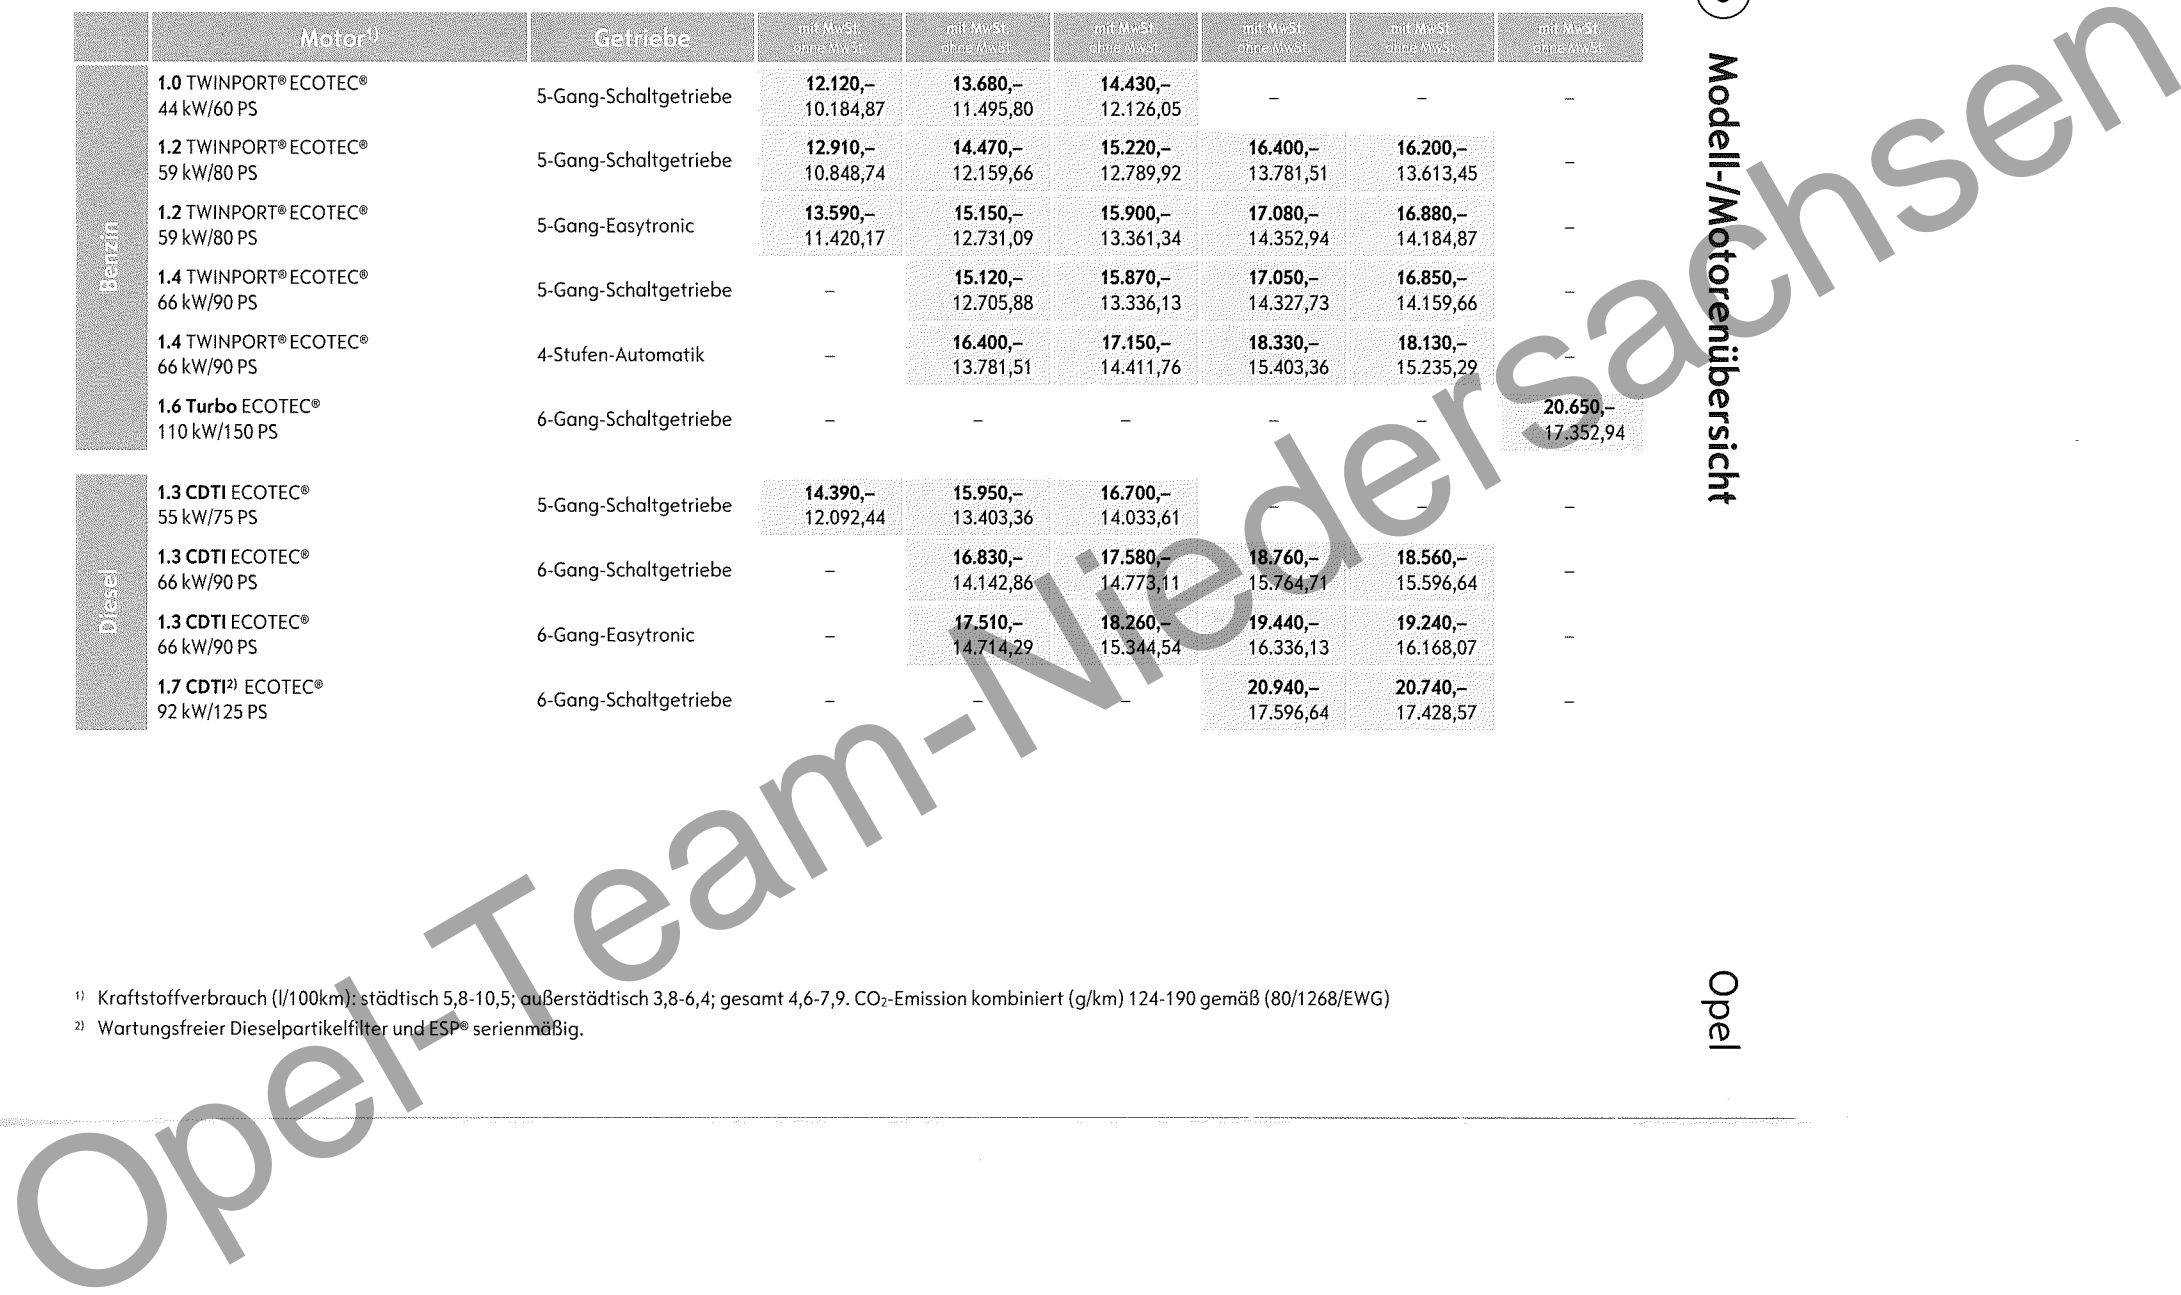 Motor¹⁾ Getriebe mit MwSt. mit MwSt. mit MwSt. mit MwSt. mit MwSt. mit MwSt.
ohne MwSt. ohne MwSt. ohne MwSt. ohne MwSt. ohne MwSt. ohne MwSt.
Benzin
1.0 TWINPORT® ECOTEC® 12.120,– 13.680,– 14.430,–
5-Gang-Schaltgetriebe – – –
44 kW/60 PS 10.184,87 11.495,80 12.126,05
1.2 TWINPORT® ECOTEC® 12.910,– 14.470,– 15.220,– 16.400,– 16.200,–
5-Gang-Schaltgetriebe –
59 kW/80 PS 10.848,74 12.159,66 12.789,92 13.781,51 13.613,45
1.2 TWINPORT® ECOTEC® 13.590,– 15.150,– 15.900,– 17.080,– 16.880,–
5-Gang-Easytronic –
59 kW/80 PS 11.420,17 12.731,09 13.361,34 14.352,94 14.184,87
1.4 TWINPORT® ECOTEC® 15.120,– 15.870,– 17.050,– 16.850,–
5-Gang-Schaltgetriebe – –
66 kW/90 PS 12.705,88 13.336,13 14.327,73 14.159,66
1.4 TWINPORT® ECOTEC® 16.400,– 17.150,– 18.330,– 18.130,–
4-Stufen-Automatik – –
66 kW/90 PS 13.781,51 14.411,76 15.403,36 15.235,29
1.6 Turbo ECOTEC® 20.650,–
6-Gang-Schaltgetriebe – – – – –
110 kW/150 PS 17.352,94
Diesel
1.3 CDTI ECOTEC® 14.390,– 15.950,– 16.700,–
5-Gang-Schaltgetriebe – – –
55 kW/75 PS 12.092,44 13.403,36 14.033,61
1.3 CDTI ECOTEC® 16.830,– 17.580,– 18.760,– 18.560,–
6-Gang-Schaltgetriebe – –
66 kW/90 PS 14.142,86 14.773,11 15.764,71 15.596,64
1.3 CDTI ECOTEC® 17.510,– 18.260,– 19.440,– 19.240,–
6-Gang-Easytronic – –
66 kW/90 PS 14.714,29 15.344,54 16.336,13 16.168,07
1.7 CDTI²⁾ ECOTEC® 20.940,– 20.740,–
6-Gang-Schaltgetriebe – – – –
92 kW/125 PS 17.596,64 17.428,57
¹⁾ Kraftstoffverbrauch (l/100km): städtisch 5,8-10,5; außerstädtisch 3,8-6,4; gesamt 4,6-7,9. CO₂-Emission kombiniert (g/km) 124-190 gemäß (80/1268/EWG)
²⁾ Wartungsfreier Dieselpartikelfilter und ESP® serienmäßig.
Modell-/Motorenübersicht
Opel
Opel-Team-Niedersachsen